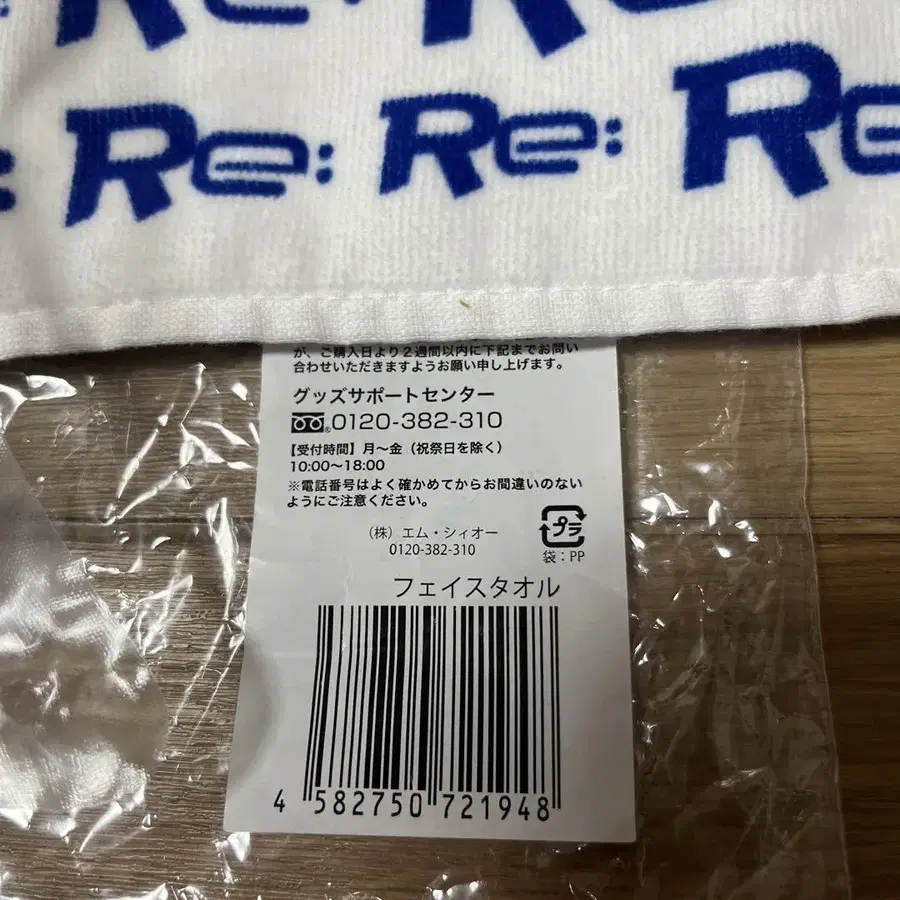 Re: Re:
Re: Re: Re
が、ご購入日より2週間以内に下記までお問い
合わせいただきますようお願い申し上げます。
グッズサポートセンター
0120-382-310
【受付時間】月〜金（祝祭日を除く）
10:00〜18:00
※電話番号はよく確かめてからお間違いのない
ようにご注意ください。
（株）エム・シィオー
0120-382-310
プラ
袋：PP
フェイスタオル
4 582750 721948